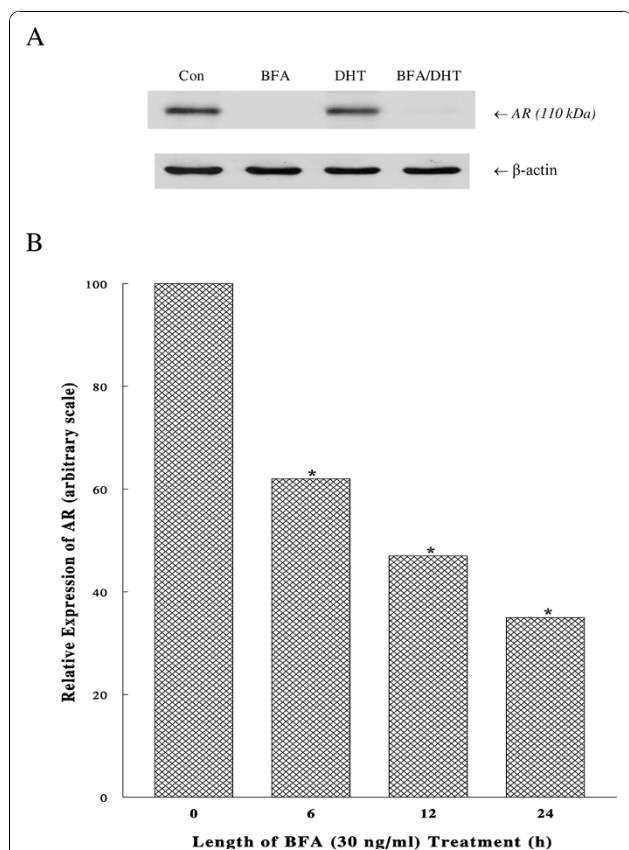 A
Con BFA DHT BFA/DHT
← AR (110 kDa)
← β-actin
B
100
80
60
40
20
0
Relative Expression of AR (arbitrary scale)
*
*
*
0 6 12 24
Length of BFA (30 ng/ml) Treatment (h)